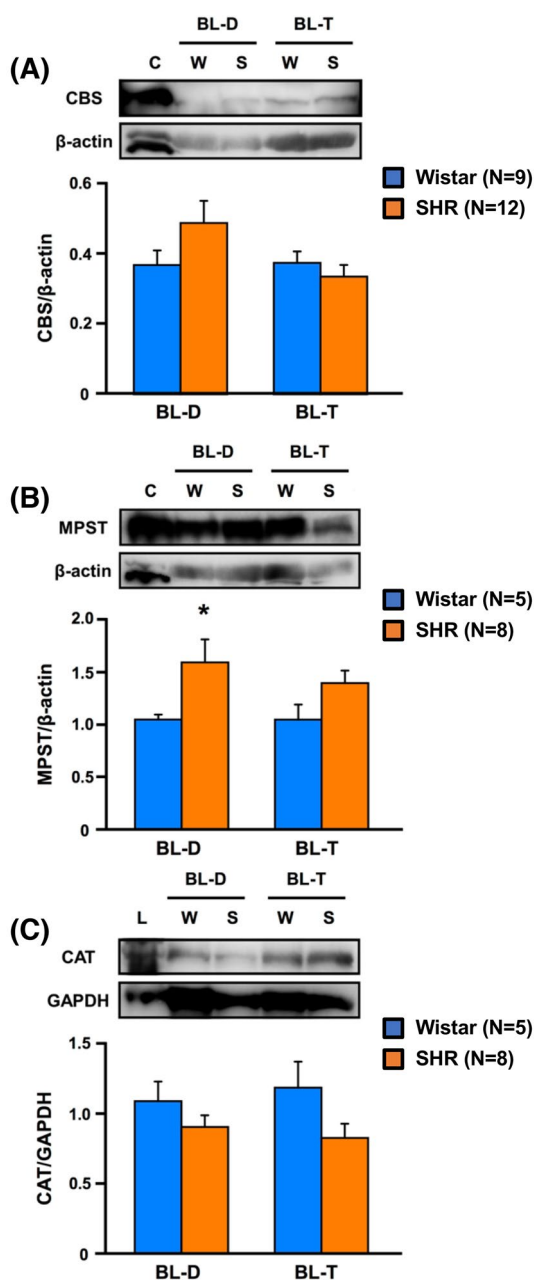 (A)
BL-D BL-T
C W S W S
CBS
β-actin
Wistar (N=9)
SHR (N=12)
CBS/β-actin
0.6
0.4
0.2
0
BL-D BL-T
(B)
BL-D BL-T
C W S W S
MPST
β-actin
Wistar (N=5)
SHR (N=8)
MPST/β-actin
2.0
1.5
1.0
0.5
0
*
BL-D BL-T
(C)
BL-D BL-T
L W S W S
CAT
GAPDH
Wistar (N=5)
SHR (N=8)
CAT/GAPDH
1.5
1.0
0.5
0
BL-D BL-T